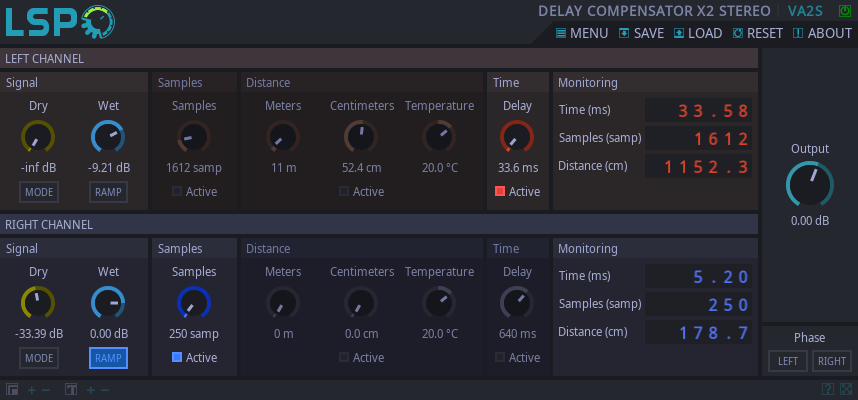 LSP
DELAY COMPENSATOR X2 STEREO VA2S
MENU SAVE LOAD RESET ABOUT
LEFT CHANNEL
Signal Samples Distance Time Monitoring
Dry Wet Samples Meters Centimeters Temperature Delay
Time (ms) 33.58
Samples (samp) 1612
Distance (cm) 1152.3
-inf dB -9.21 dB 1612 samp 11 m 52.4 cm 20.0 °C 33.6 ms
MODE RAMP Active Active Active
Output
0.00 dB
RIGHT CHANNEL
Signal Samples Distance Time Monitoring
Dry Wet Samples Meters Centimeters Temperature Delay
Time (ms) 5.20
Samples (samp) 250
Distance (cm) 178.7
-33.39 dB 0.00 dB 250 samp 0 m 0.0 cm 20.0 °C 640 ms
MODE RAMP Active Active Active
Phase
LEFT RIGHT